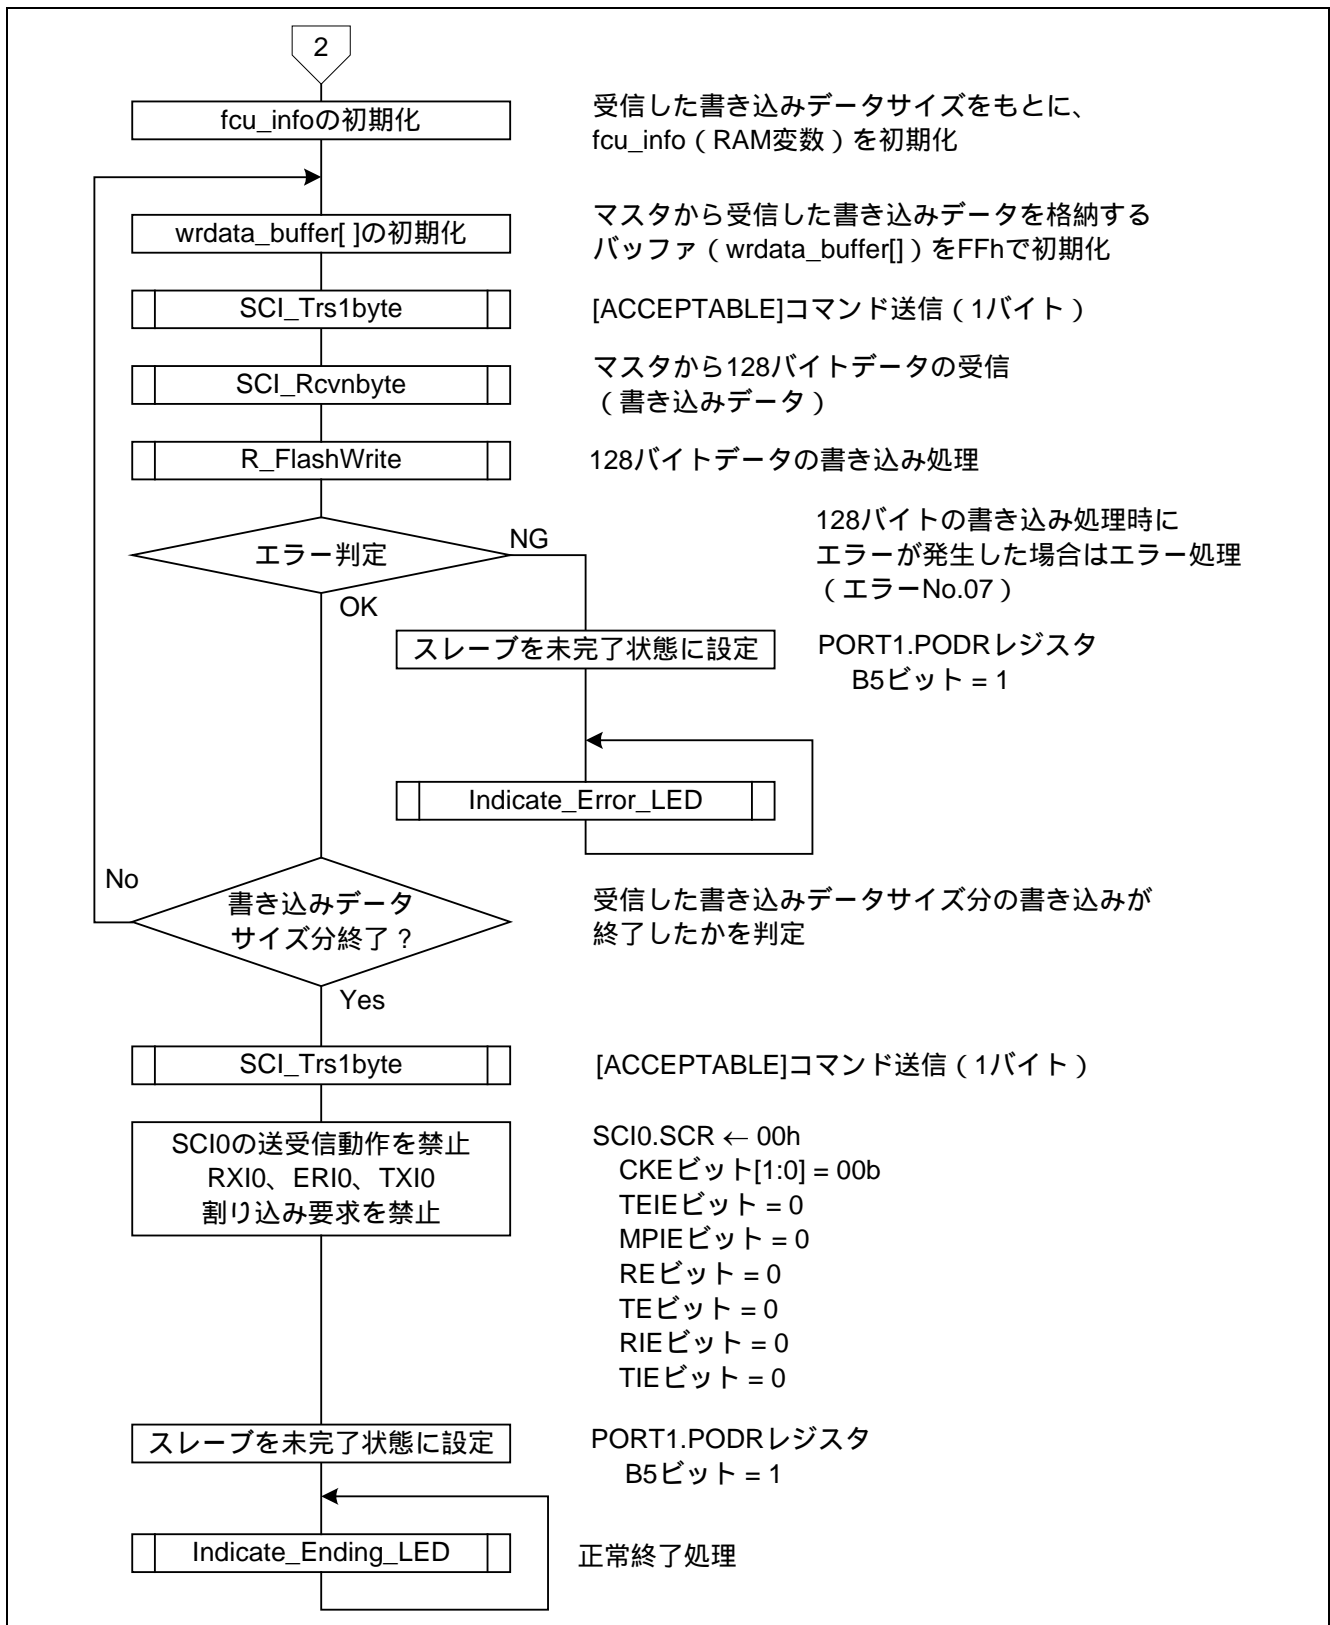 2
fcu_infoの初期化
受信した書き込みデータサイズをもとに、
fcu_info（RAM変数）を初期化
wrdata_buffer[ ]の初期化
マスタから受信した書き込みデータを格納する
バッファ（wrdata_buffer[]）をFFhで初期化
SCI_Trs1byte
[ACCEPTABLE]コマンド送信（1バイト）
SCI_Rcvnbyte
マスタから128バイトデータの受信
（書き込みデータ）
R_FlashWrite
128バイトデータの書き込み処理
エラー判定
NG
OK
128バイトの書き込み処理時に
エラーが発生した場合はエラー処理
（エラーNo.07）
スレーブを未完了状態に設定
PORT1.PODRレジスタ
B5ビット = 1
Indicate_Error_LED
No
書き込みデータ
サイズ分終了？
受信した書き込みデータサイズ分の書き込みが
終了したかを判定
Yes
SCI_Trs1byte
[ACCEPTABLE]コマンド送信（1バイト）
SCI0の送受信動作を禁止
RXI0、ERI0、TXI0
割り込み要求を禁止
SCI0.SCR ← 00h
CKEビット[1:0] = 00b
TEIEビット = 0
MPIEビット = 0
REビット = 0
TEビット = 0
RIEビット = 0
TIEビット = 0
スレーブを未完了状態に設定
PORT1.PODRレジスタ
B5ビット = 1
Indicate_Ending_LED
正常終了処理